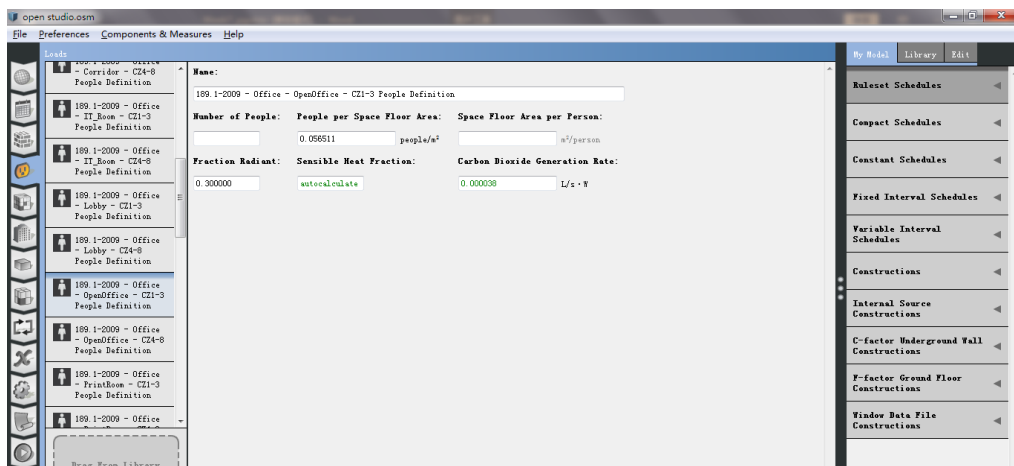 open studio.osm
File Preferences Components & Measures Help
Loads
- Corridor - CZ4-8
People Definition
189.1-2009 - Office
- IT_Room - CZ1-3
People Definition
189.1-2009 - Office
- IT_Room - CZ4-8
People Definition
189.1-2009 - Office
- Lobby - CZ1-3
People Definition
189.1-2009 - Office
- Lobby - CZ4-8
People Definition
189.1-2009 - Office
- OpenOffice - CZ1-3
People Definition
189.1-2009 - Office
- OpenOffice - CZ4-8
People Definition
189.1-2009 - Office
- PrintRoom - CZ1-3
People Definition
189.1-2009 - Office
Drag From Library
Name:
189.1-2009 - Office - OpenOffice - CZ1-3 People Definition
Number of People: People per Space Floor Area: Space Floor Area per Person:
0.056511 people/m² m²/person
Fraction Radiant: Sensible Heat Fraction: Carbon Dioxide Generation Rate:
0.300000 autocalculate 0.000038 L/s·W
My Model Library Edit
Ruleset Schedules
Compact Schedules
Constant Schedules
Fixed Interval Schedules
Variable Interval
Schedules
Constructions
Internal Source
Constructions
C-factor Underground Wall
Constructions
F-factor Ground Floor
Constructions
Window Data File
Constructions